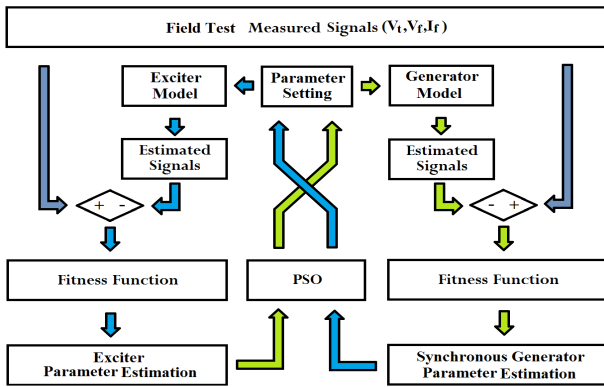 Field Test Measured Signals (Vt,Vf,If)
Exciter
Model
Parameter
Setting
Generator
Model
Estimated
Signals
Estimated
Signals
+ -
- +
Fitness Function
PSO
Fitness Function
Exciter
Parameter Estimation
Synchronous Generator
Parameter Estimation